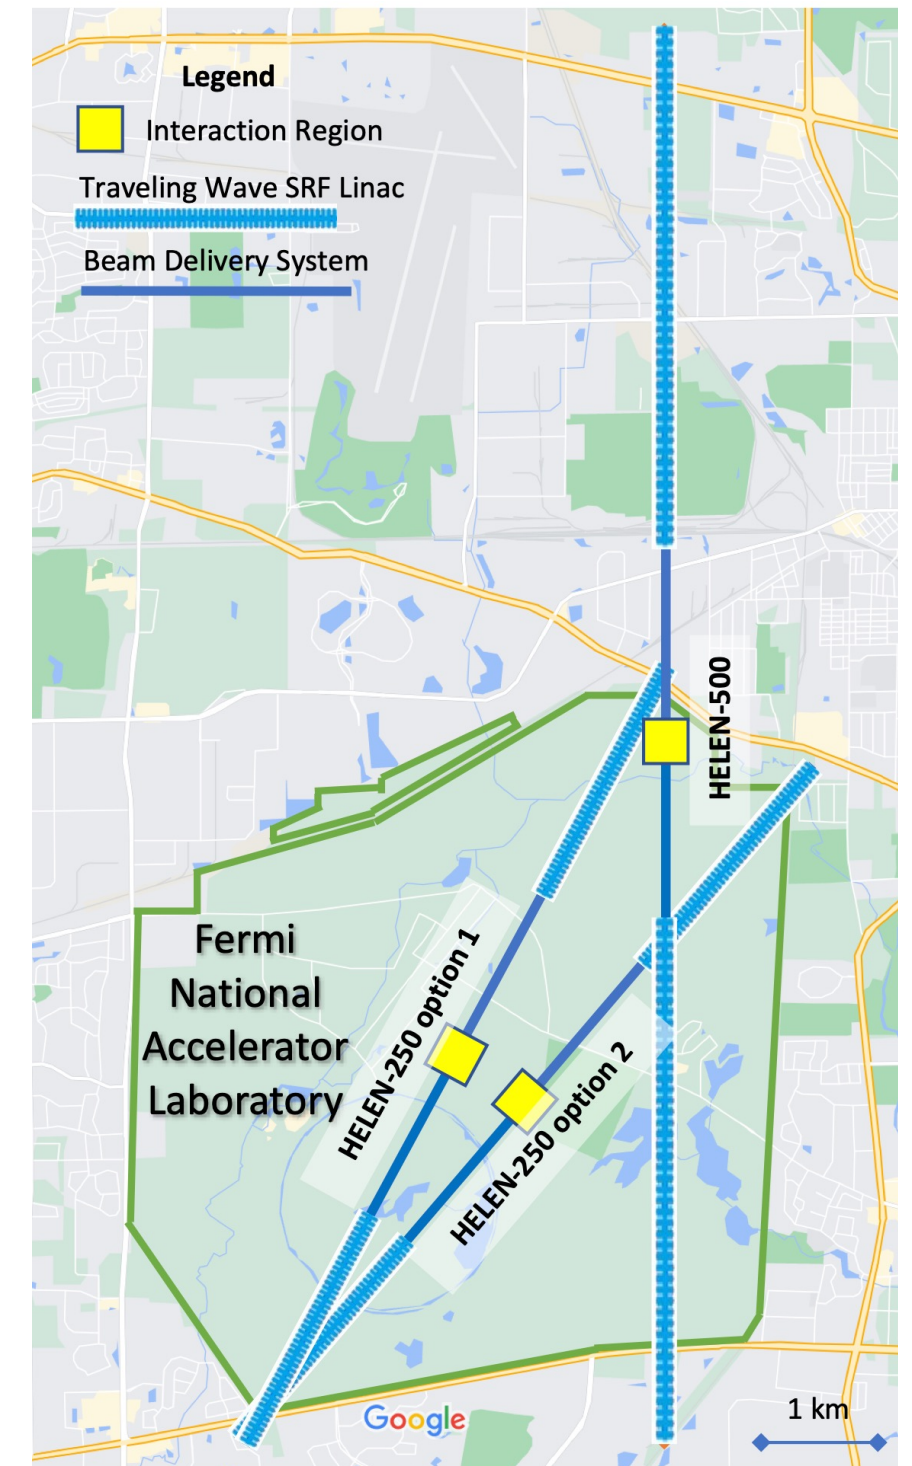 Legend
Interaction Region
Traveling Wave SRF Linac
Beam Delivery System
HELEN-500
HELEN-250 option 1
HELEN-250 option 2
Fermi
National
Accelerator
Laboratory
Google
1 km